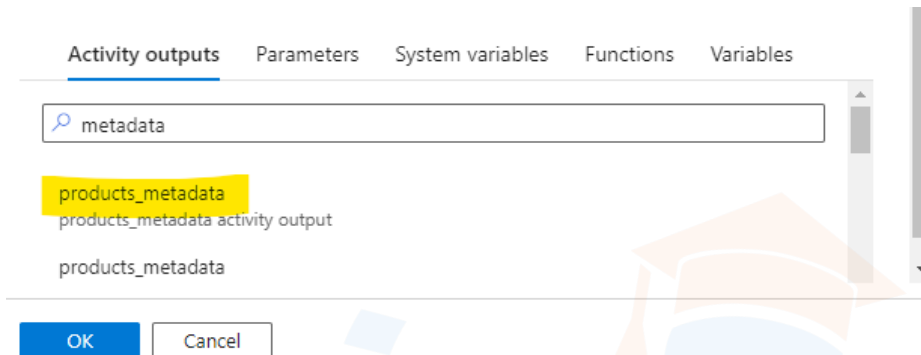 Activity outputs Parameters System variables Functions Variables
metadata
products_metadata
products_metadata activity output
products_metadata
OK Cancel